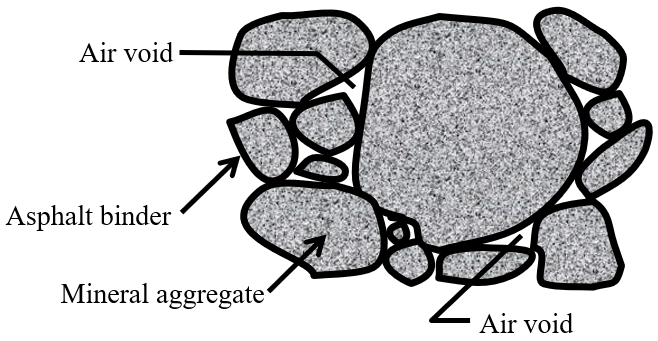 Air void
Asphalt binder
Mineral aggregate
Air void